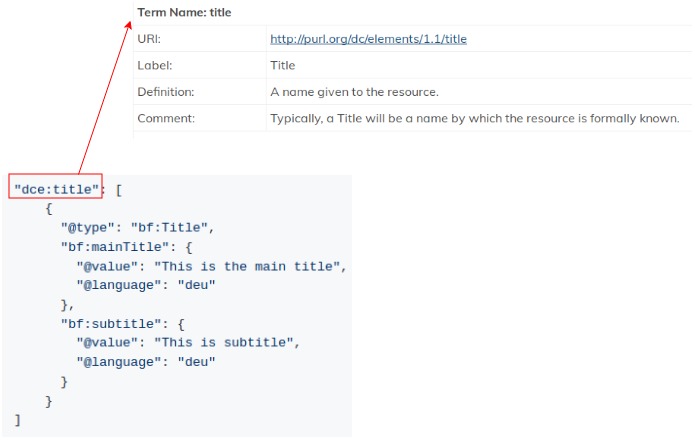 Term Name: title
URI: http://purl.org/dc/elements/1.1/title
Label: Title
Definition: A name given to the resource.
Comment: Typically, a Title will be a name by which the resource is formally known.
"dce:title": [
{
"@type": "bf:Title",
"bf:mainTitle": {
"@value": "This is the main title",
"@language": "deu"
},
"bf:subtitle": {
"@value": "This is subtitle",
"@language": "deu"
}
}
]